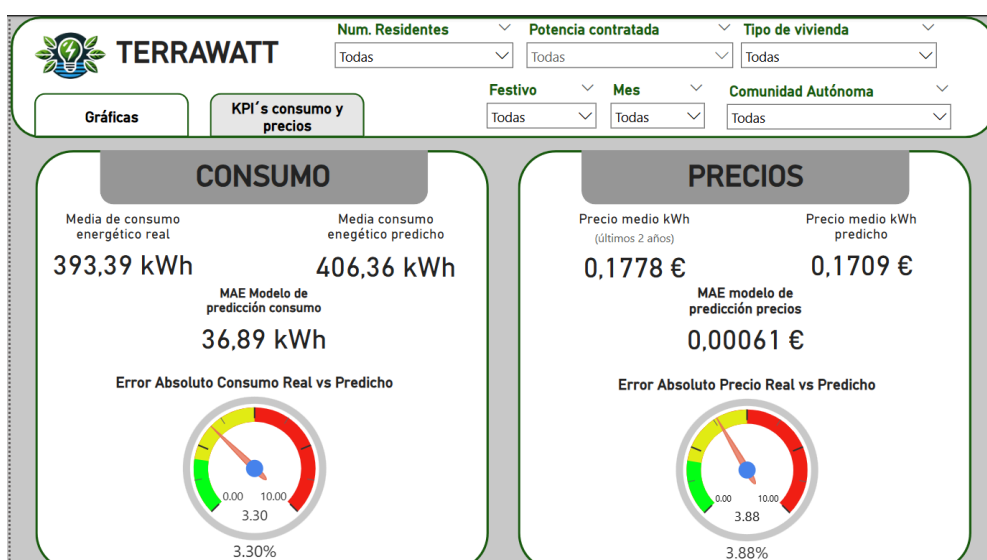 TERRAWATT
Num. Residentes
Todas
Potencia contratada
Todas
Tipo de vivienda
Todas
Gráficas
KPI´s consumo y
precios
Festivo
Todas
Mes
Todas
Comunidad Autónoma
Todas
CONSUMO
Media de consumo
energético real
393,39 kWh
Media consumo
enegético predicho
406,36 kWh
MAE Modelo de
predicción consumo
36,89 kWh
Error Absoluto Consumo Real vs Predicho
0.00 10.00
3.30
3.30%
PRECIOS
Precio medio kWh
(últimos 2 años)
0,1778 €
Precio medio kWh
predicho
0,1709 €
MAE modelo de
predicción precios
0,00061 €
Error Absoluto Precio Real vs Predicho
0.00 10.00
3.88
3.88%